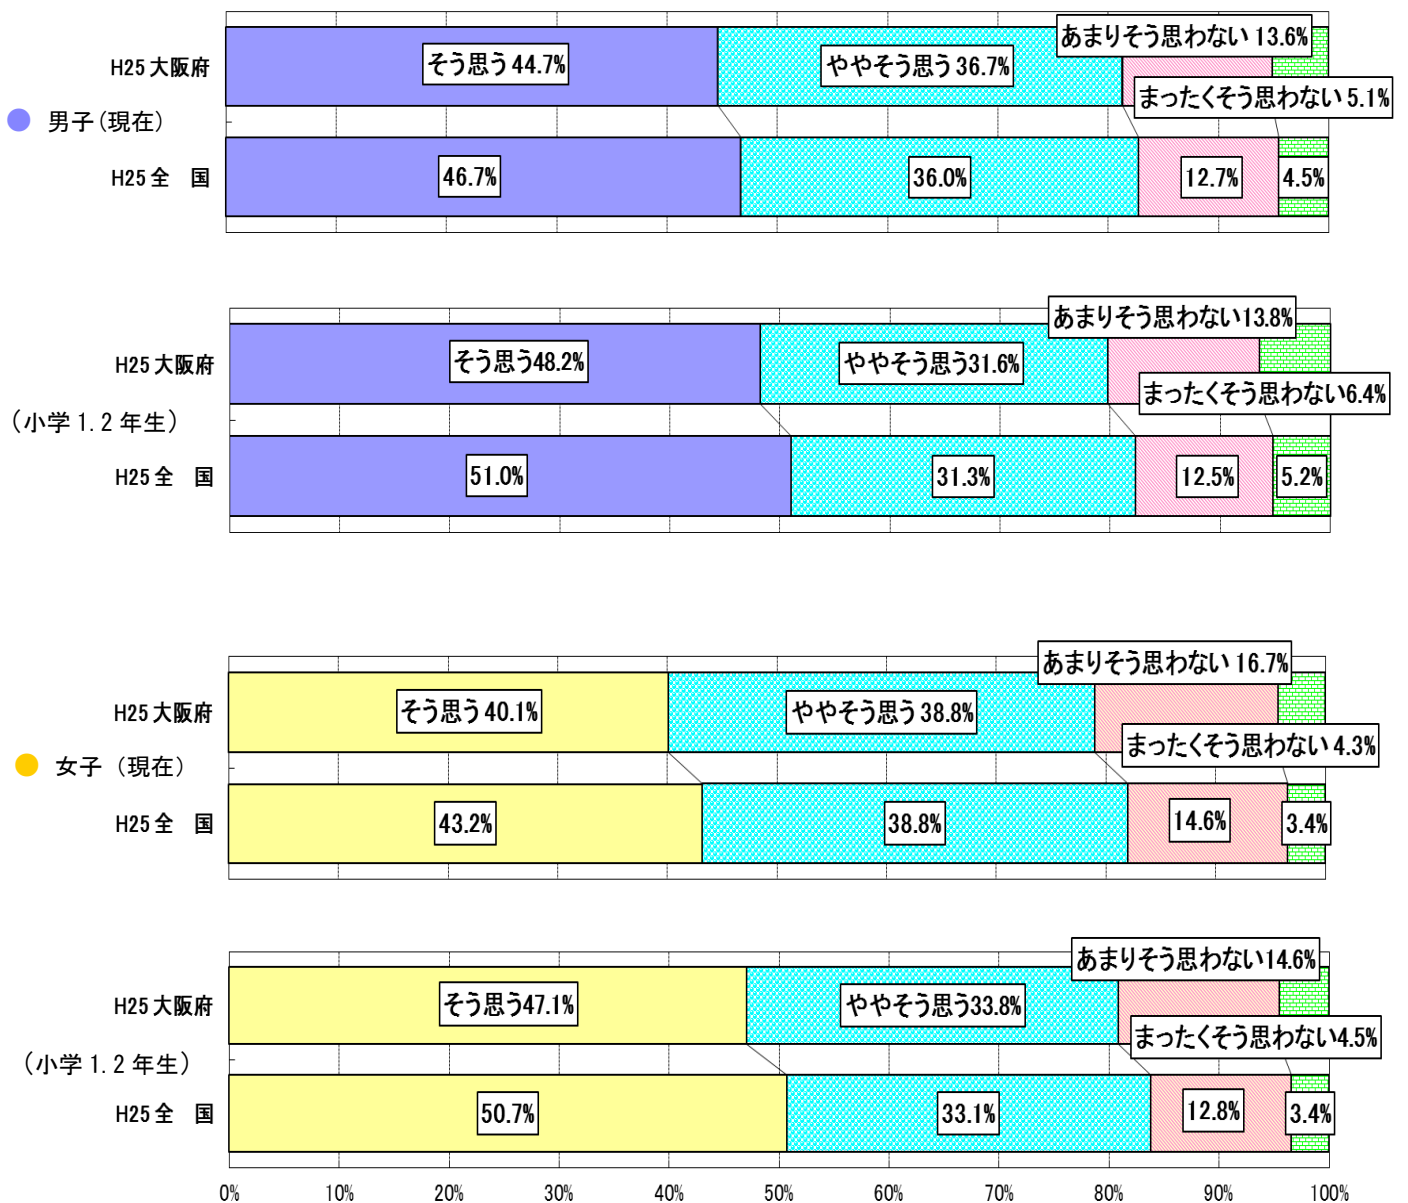 あまりそう思わない 13.6%
H25 大阪府 そう思う 44.7% ややそう思う 36.7%
まったくそう思わない 5.1%
男子(現在)
H25 全　国 46.7% 36.0% 12.7% 4.5%
あまりそう思わない13.8%
H25 大阪府 そう思う48.2% ややそう思う31.6%
まったくそう思わない6.4%
（小学 1.2 年生）
H25 全　国 51.0% 31.3% 12.5% 5.2%
あまりそう思わない 16.7%
H25 大阪府 そう思う 40.1% ややそう思う 38.8%
まったくそう思わない 4.3%
女子（現在）
H25 全　国 43.2% 38.8% 14.6% 3.4%
あまりそう思わない14.6%
H25 大阪府 そう思う47.1% ややそう思う33.8%
まったくそう思わない4.5%
（小学 1.2 年生）
H25 全　国 50.7% 33.1% 12.8% 3.4%
0% 10% 20% 30% 40% 50% 60% 70% 80% 90% 100%